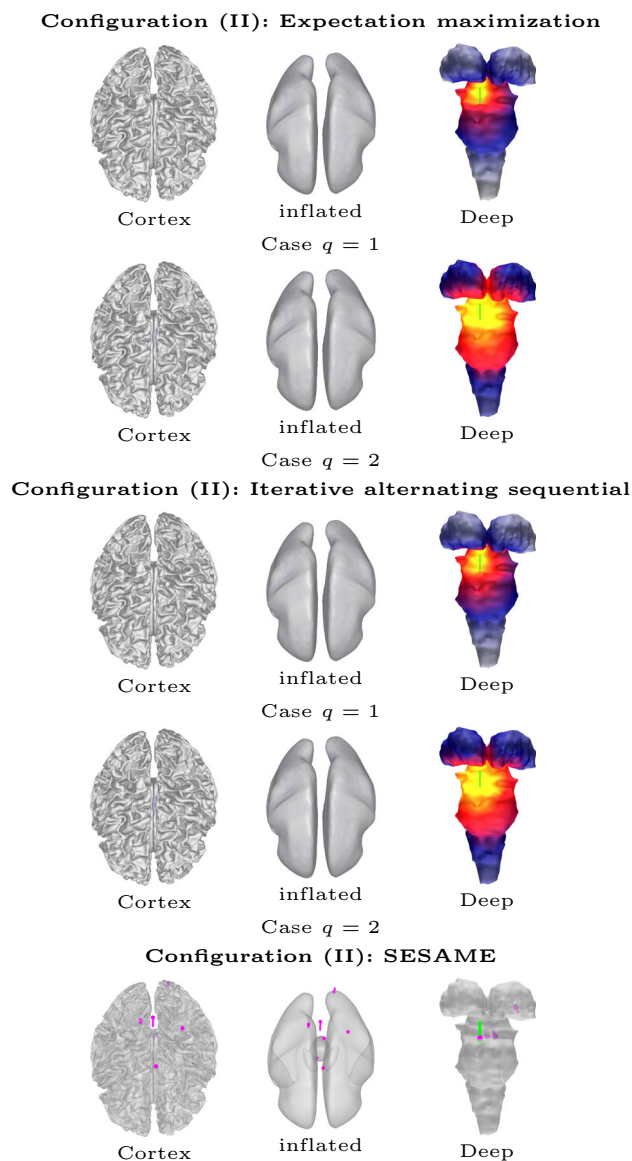 Configuration (II): Expectation maximization
Cortex inflated Deep
Case q = 1
Cortex inflated Deep
Case q = 2
Configuration (II): Iterative alternating sequential
Cortex inflated Deep
Case q = 1
Cortex inflated Deep
Case q = 2
Configuration (II): SESAME
Cortex inflated Deep